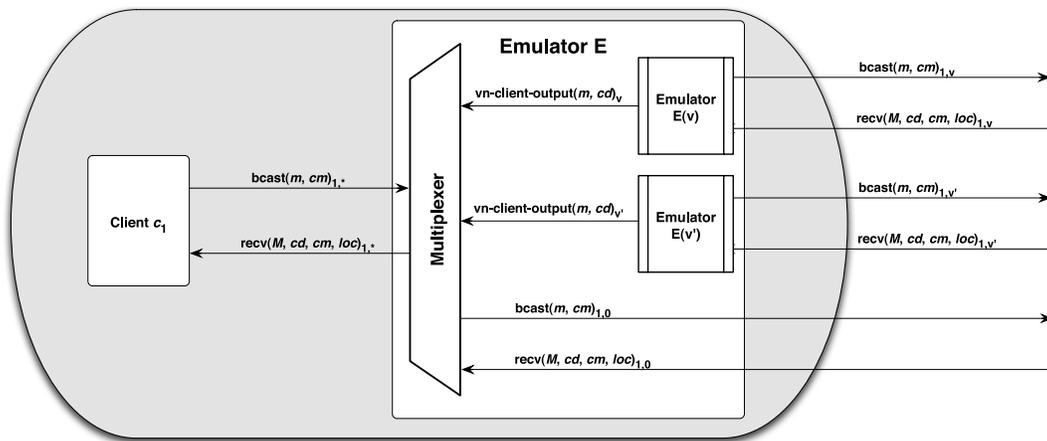 Emulator E
bcast(m, cm)1,v
vn-client-output(m, cd)v
Emulator
E(v)
recv(M, cd, cm, loc)1,v
bcast(m, cm)1,*
bcast(m, cm)1,v'
Client c1
Multiplexer
vn-client-output(m, cd)v'
Emulator
E(v')
recv(M, cd, cm, loc)1,*
recv(M, cd, cm, loc)1,v'
bcast(m, cm)1,0
recv(M, cd, cm, loc)1,0